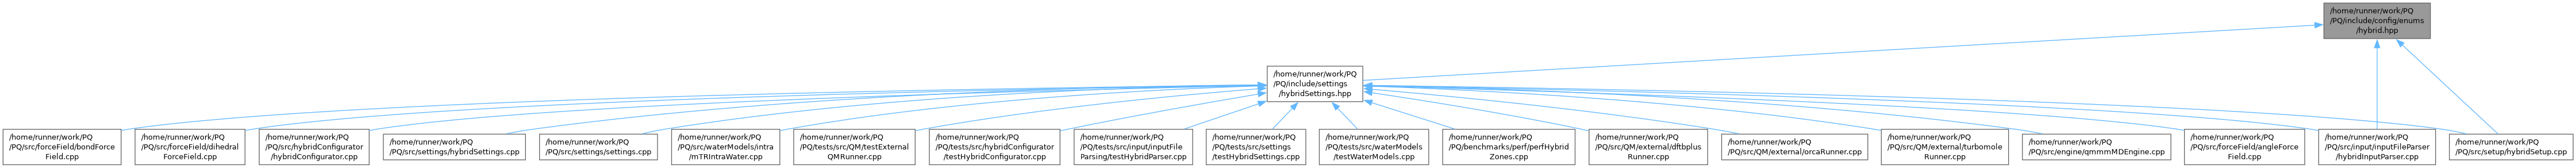 /home/runner/work/PQ
/PQ/include/config/enums
/hybrid.hpp
/home/runner/work/PQ
/PQ/include/settings
/hybridSettings.hpp
/home/runner/work/PQ
/PQ/src/forceField/bondForce
Field.cpp
/home/runner/work/PQ
/PQ/src/forceField/dihedral
ForceField.cpp
/home/runner/work/PQ
/PQ/src/hybridConfigurator
/hybridConfigurator.cpp
/home/runner/work/PQ
/PQ/src/settings/hybridSettings.cpp
/home/runner/work/PQ
/PQ/src/settings/settings.cpp
/home/runner/work/PQ
/PQ/src/waterModels/intra
/mTRIntraWater.cpp
/home/runner/work/PQ
/PQ/tests/src/QM/testExternal
QMRunner.cpp
/home/runner/work/PQ
/PQ/tests/src/hybridConfigurator
/testHybridConfigurator.cpp
/home/runner/work/PQ
/PQ/tests/src/input/inputFile
Parsing/testHybridParser.cpp
/home/runner/work/PQ
/PQ/tests/src/settings
/testHybridSettings.cpp
/home/runner/work/PQ
/PQ/tests/src/waterModels
/testWaterModels.cpp
/home/runner/work/PQ
/PQ/benchmarks/perf/perfHybrid
Zones.cpp
/home/runner/work/PQ
/PQ/src/QM/external/dftbplus
Runner.cpp
/home/runner/work/PQ
/PQ/src/QM/external/orcaRunner.cpp
/home/runner/work/PQ
/PQ/src/QM/external/turbomole
Runner.cpp
/home/runner/work/PQ
/PQ/src/engine/qmmmMDEngine.cpp
/home/runner/work/PQ
/PQ/src/forceField/angleForce
Field.cpp
/home/runner/work/PQ
/PQ/src/input/inputFileParser
/hybridInputParser.cpp
/home/runner/work/PQ
/PQ/src/setup/hybridSetup.cpp